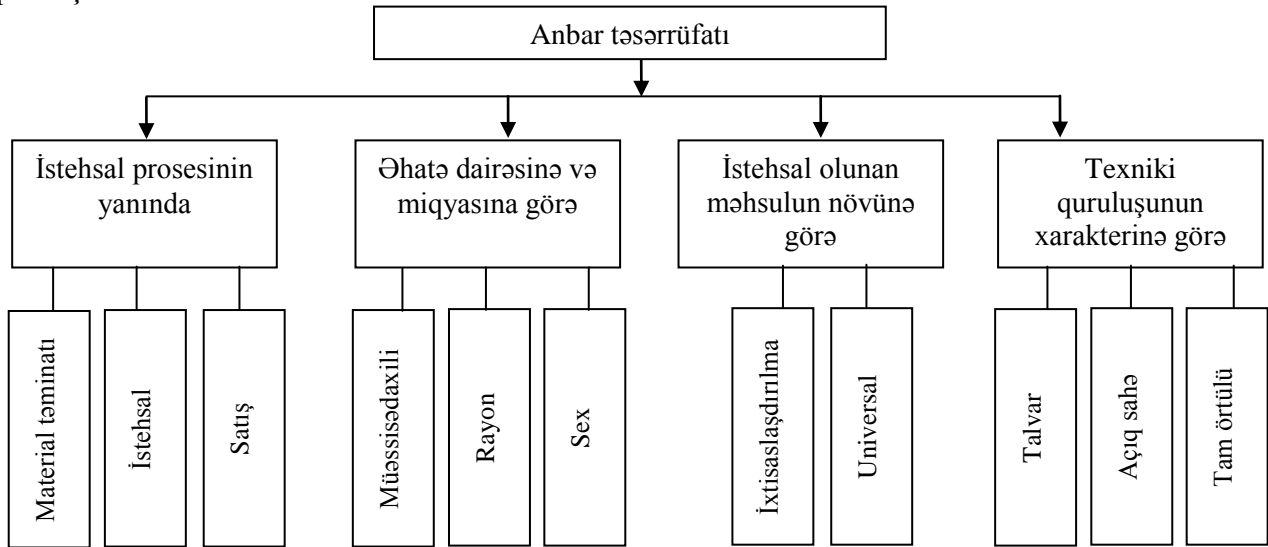 Anbar təsərrüfatı
İstehsal prosesinin
yanında
Əhatə dairəsinə və
miqyasına görə
İstehsal olunan
məhsulun növünə
görə
Texniki
quruluşunun
xarakterinə görə
Material təminatı
İstehsal
Satış
Müəssisədaxili
Rayon
Sex
İxtisaslaşdırılma
Universal
Talvar
Açıq sahə
Tam örtülü